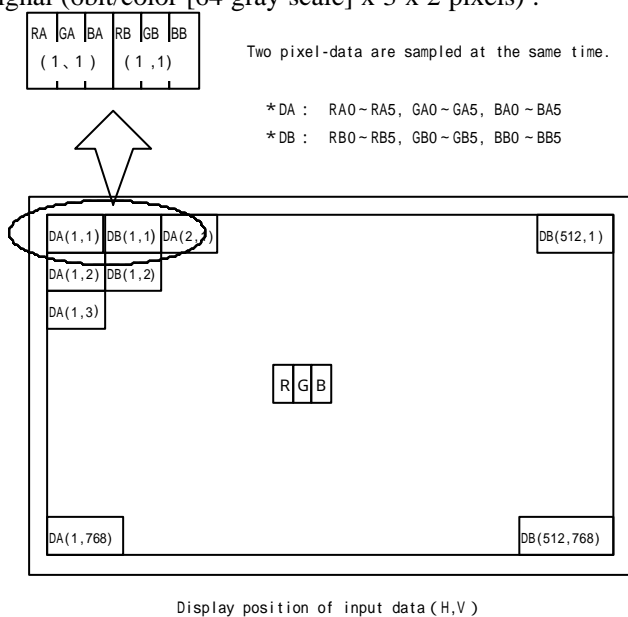 gnal (6bit/color [64 gray scale] x 3 x 2 pixels) :
RA GA BA RB GB BB
(1、1) (1 ,1)
Two pixel-data are sampled at the same time.
*DA : RA0~RA5, GA0~GA5, BA0~BA5
*DB : RB0~RB5, GB0~GB5, BB0~BB5
DA(1,1) DB(1,1) DA(2,1) DB(512,1)
DA(1,2) DB(1,2)
DA(1,3)
R G B
DA(1,768) DB(512,768)
Display position of input data(H,V)